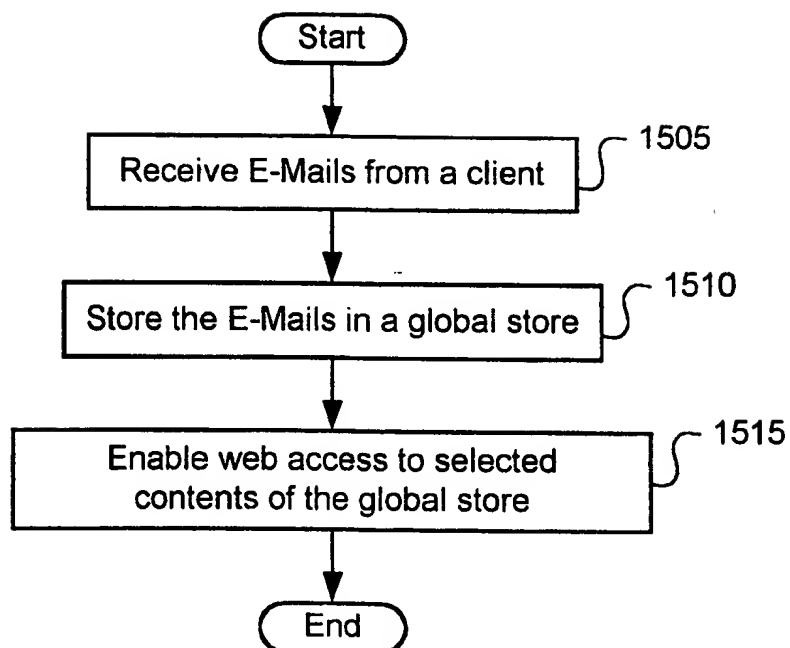 Start
Receive E-Mails from a client
1505
Store the E-Mails in a global store
1510
Enable web access to selected
contents of the global store
1515
End